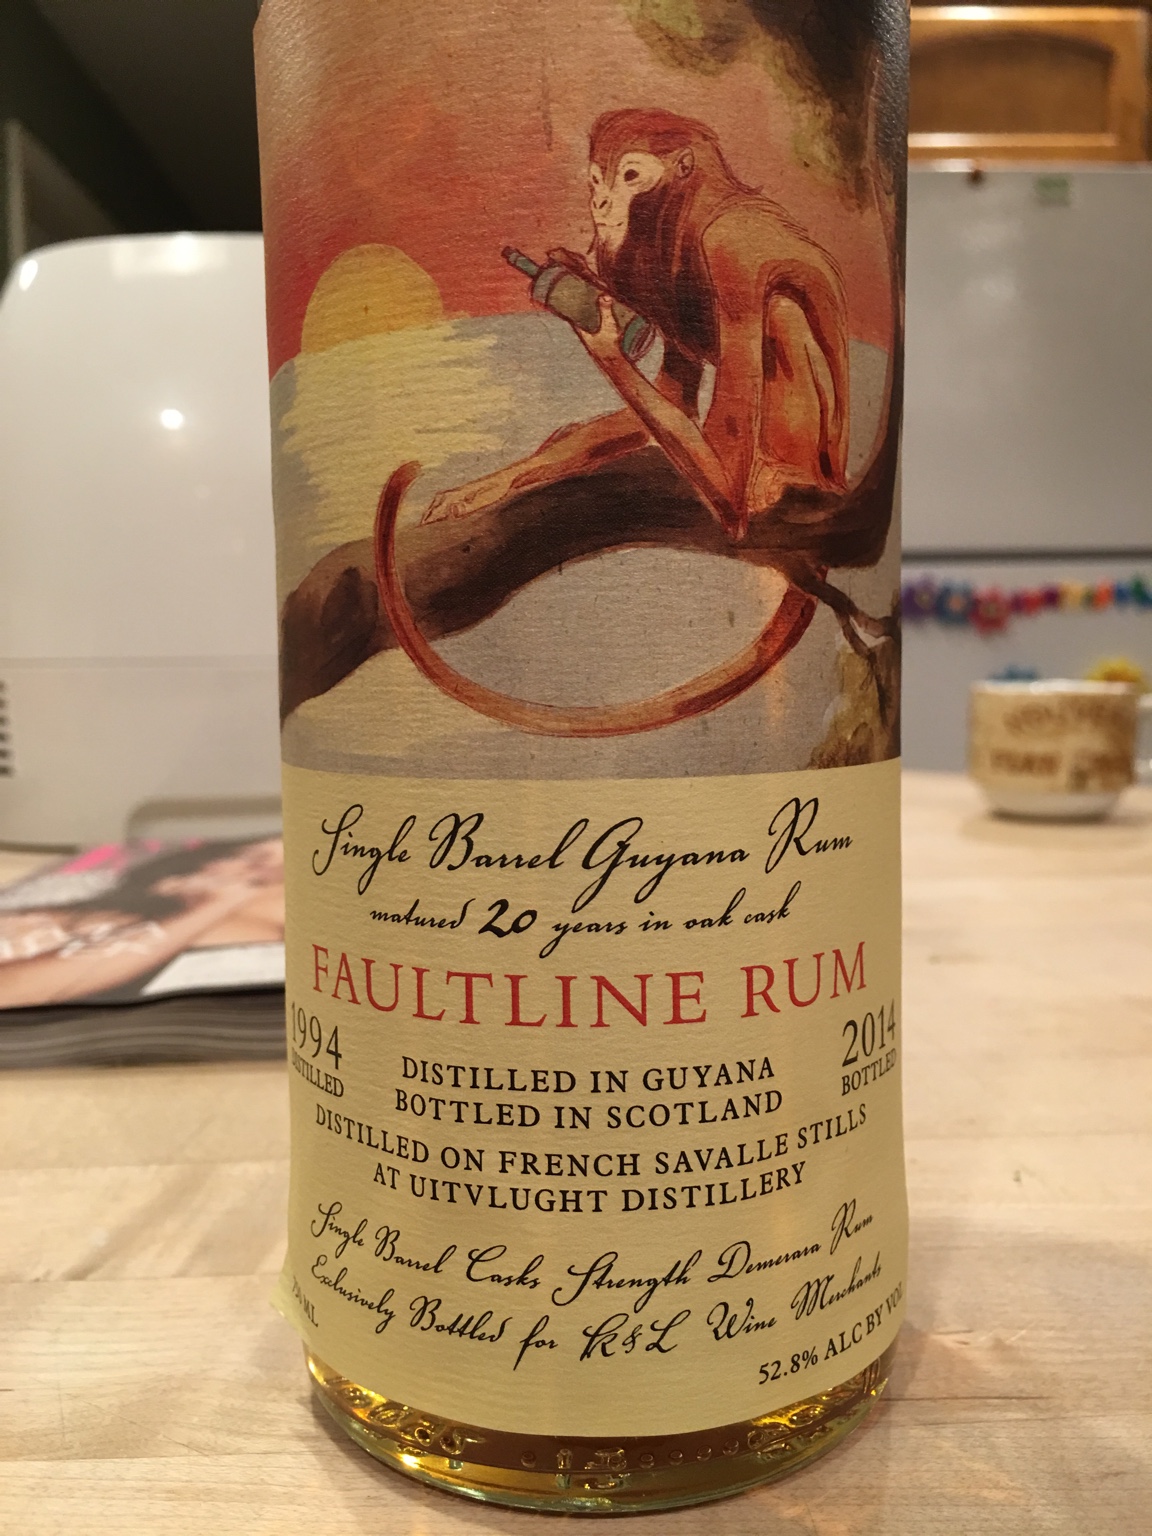 Single Barrel Guyana Rum
matured 20 years in oak cask
FAULTLINE RUM
1994
DISTILLED
2014
BOTTLED
DISTILLED IN GUYANA
BOTTLED IN SCOTLAND
DISTILLED ON FRENCH SAVALLE STILLS
AT UITVLUGHT DISTILLERY
Single Barrel Casks Strength Demerara Rum
Exclusively Bottled for K&L Wine Merchants
750 ML
52.8% ALC BY VOL